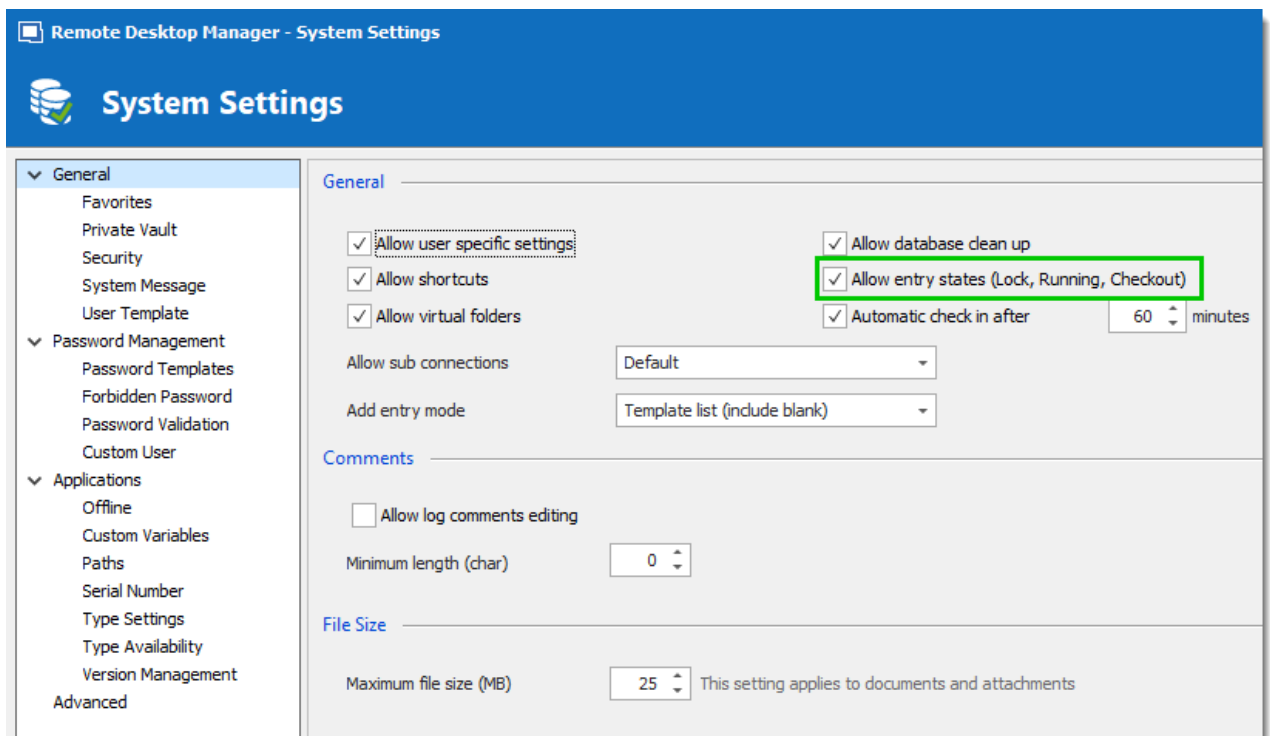 Remote Desktop Manager - System Settings
System Settings
General
Favorites
Private Vault
Security
System Message
User Template
Password Management
Password Templates
Forbidden Password
Password Validation
Custom User
Applications
Offline
Custom Variables
Paths
Serial Number
Type Settings
Type Availability
Version Management
Advanced
General
Allow user specific settings
Allow database clean up
Allow shortcuts
Allow entry states (Lock, Running, Checkout)
Allow virtual folders
Automatic check in after 60 minutes
Allow sub connections Default
Add entry mode Template list (include blank)
Comments
Allow log comments editing
Minimum length (char) 0
File Size
Maximum file size (MB) 25 This setting applies to documents and attachments